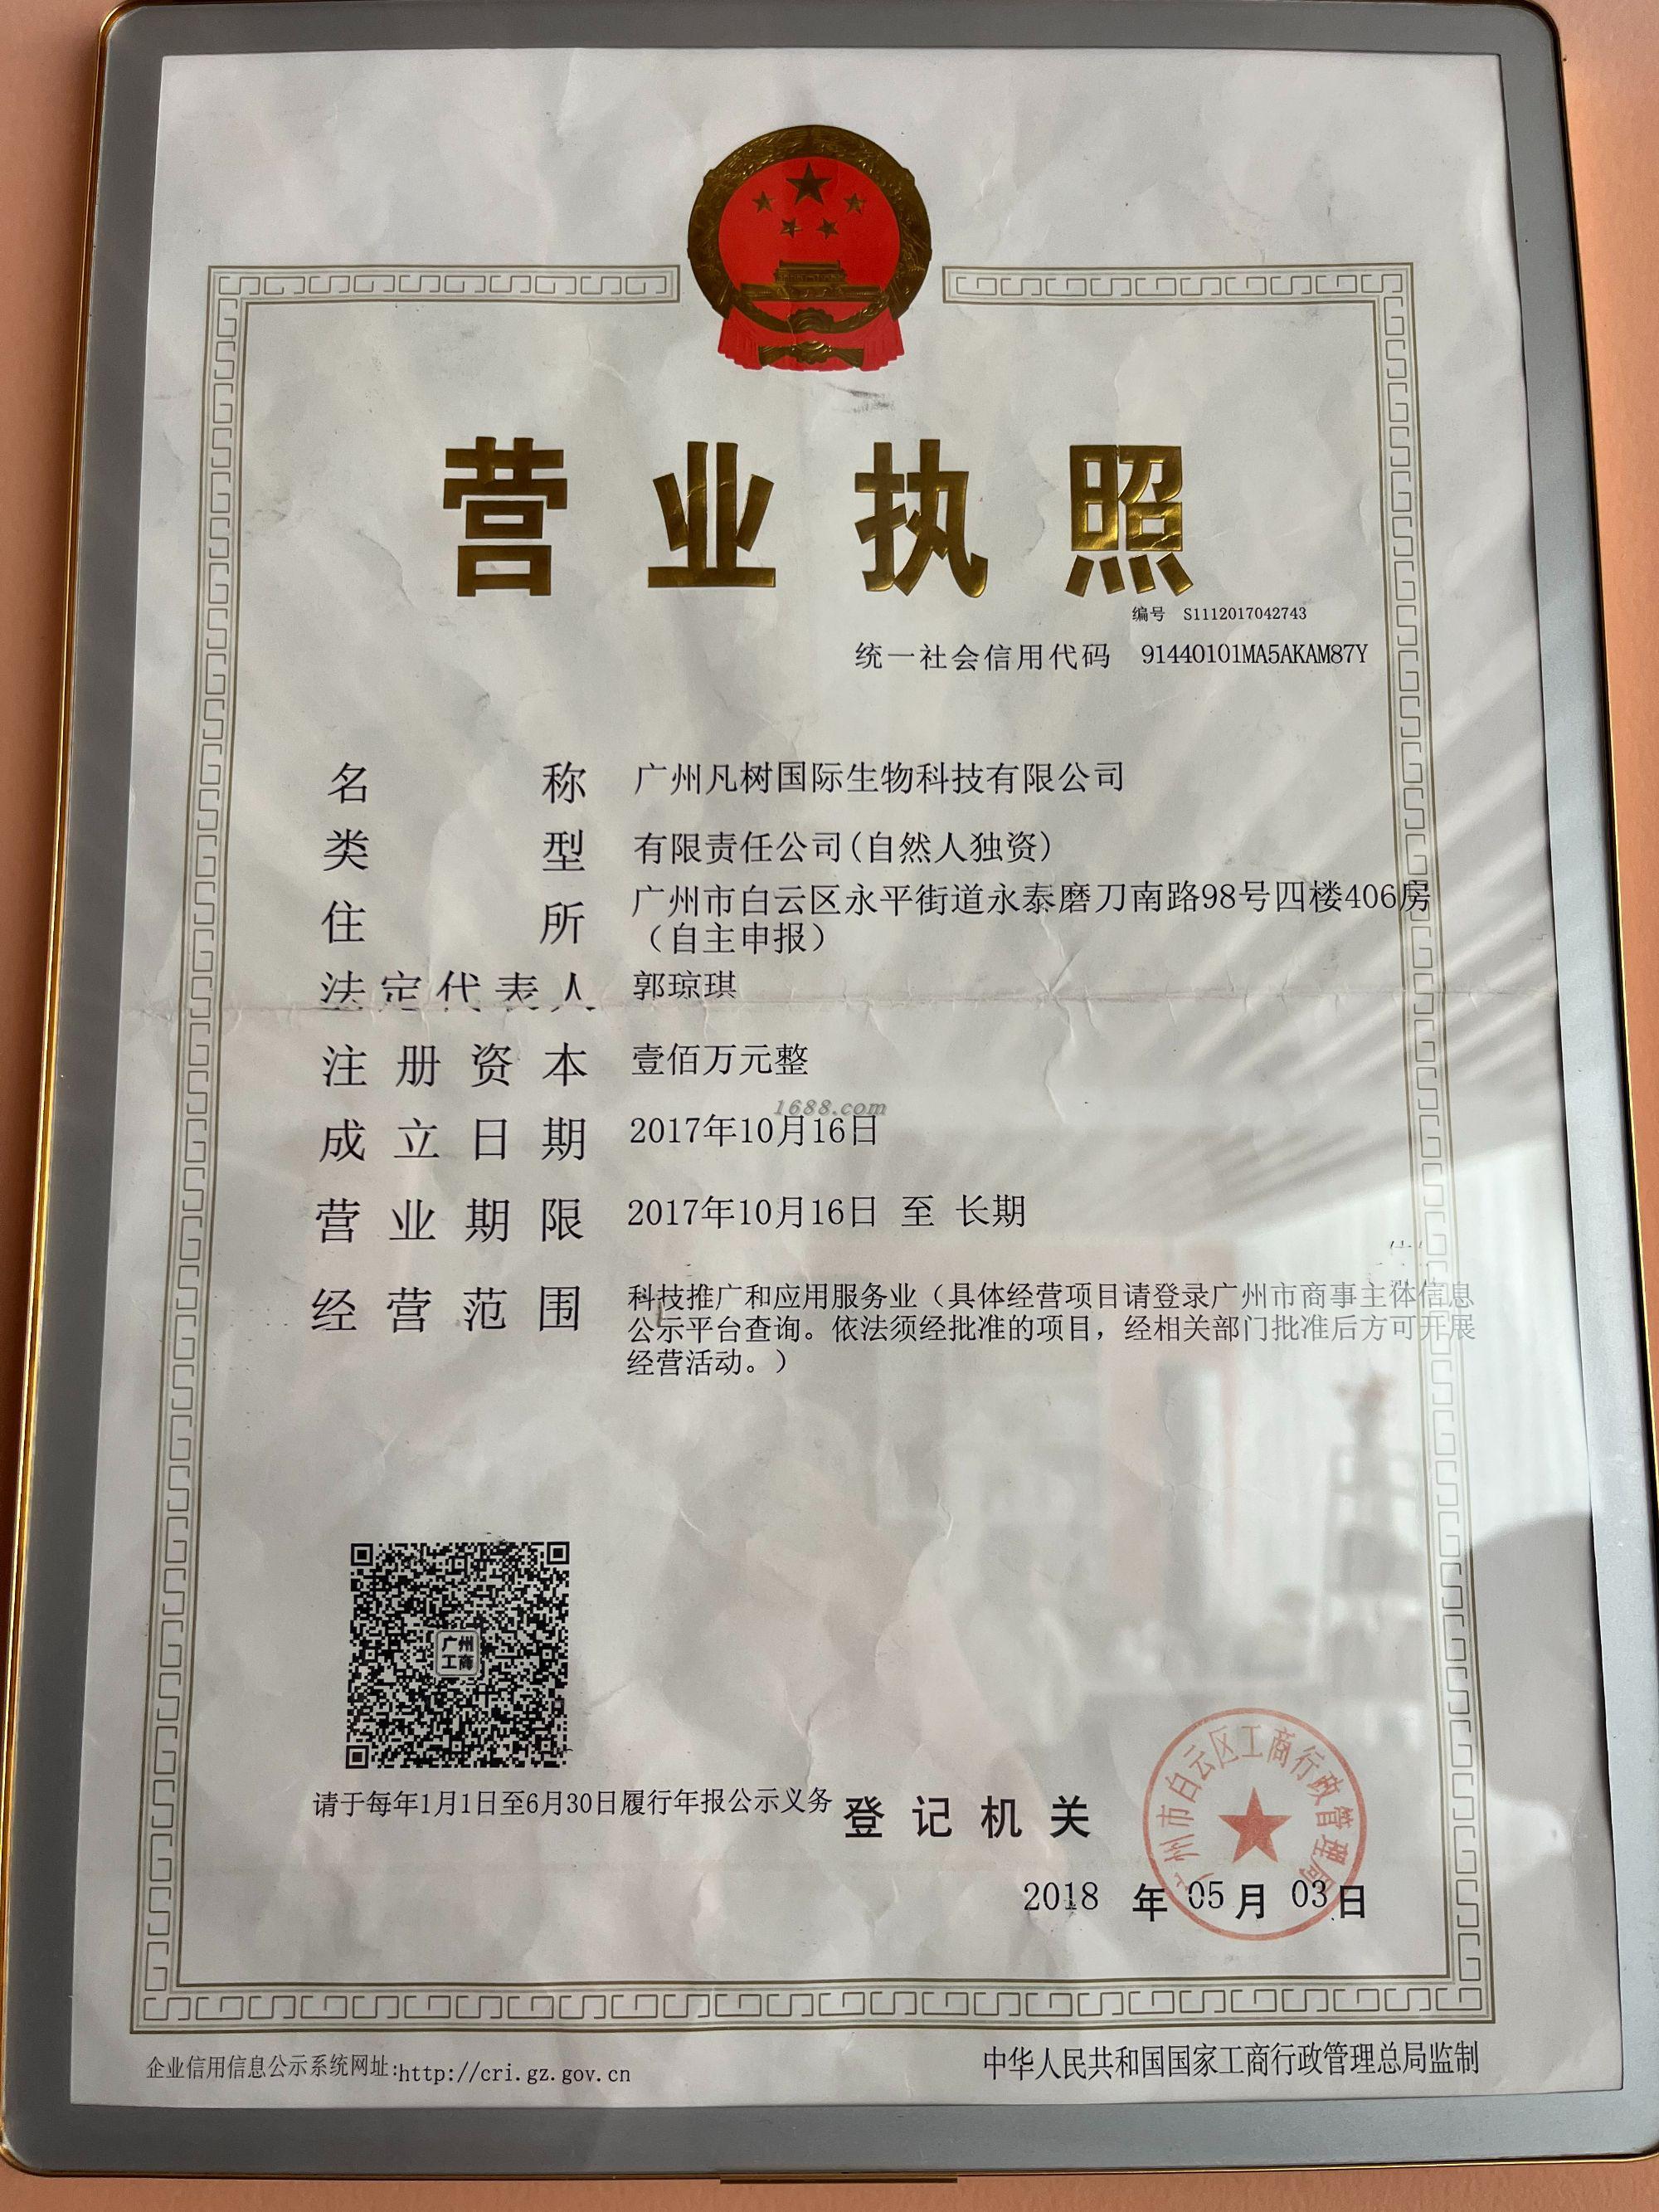 营业执照
编号 S1112017042743
统一社会信用代码 91440101MA5AKAM87Y
名称 广州凡树国际生物科技有限公司
类型 有限责任公司(自然人独资)
住所 广州市白云区永平街道永泰磨刀南路98号四楼406房
（自主申报）
法定代表人 郭琼琪
注册资本 壹佰万元整
1688.com
成立日期 2017年10月16日
营业期限 2017年10月16日 至 长期
经营范围 科技推广和应用服务业（具体经营项目请登录广州市商事主体信息
公示平台查询。依法须经批准的项目，经相关部门批准后方可开展
经营活动。）
广州
工商
请于每年1月1日至6月30日履行年报公示义务
登记机关
广州市白云区工商行政管理局
2018 年 05 月 03 日
企业信用信息公示系统网址:http://cri.gz.gov.cn
中华人民共和国国家工商行政管理总局监制